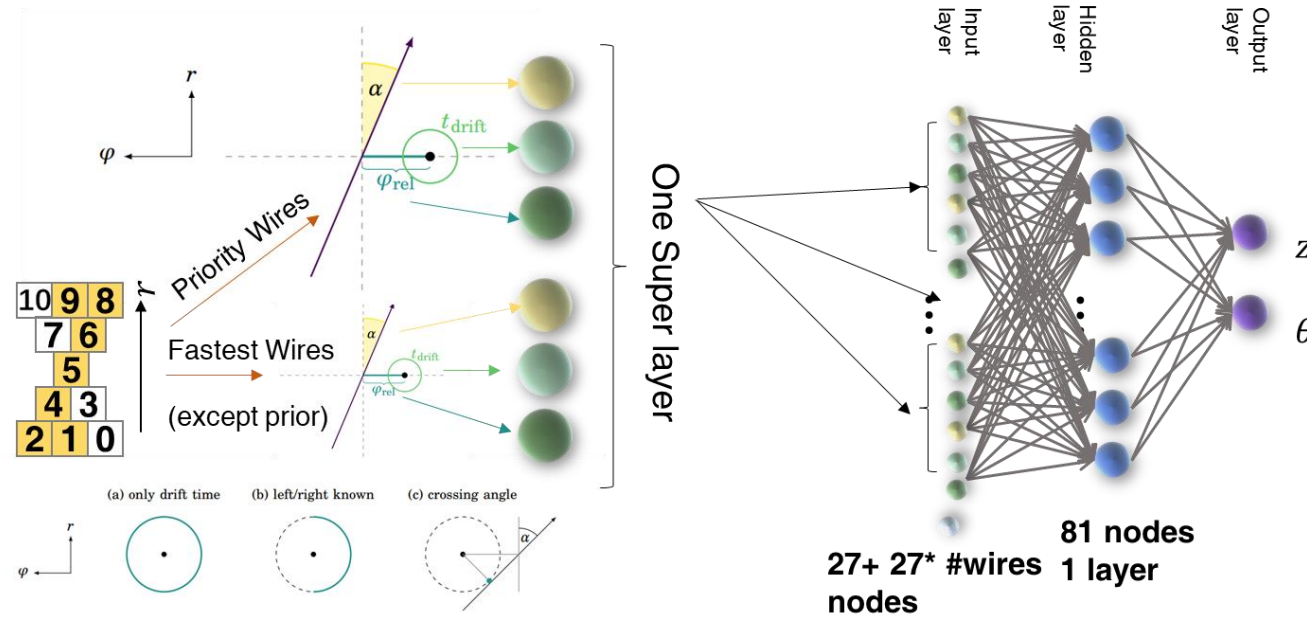 r
φ
α
t_drift
φ_rel
Priority Wires
10 9 8
7 6
5
4 3
2 1 0
r
Fastest Wires
(except prior)
α
t_drift
φ_rel
One Super layer
(a) only drift time
(b) left/right known
(c) crossing angle
r
φ
α
Input
layer
Hidden
layer
Output
layer
z
θ
27+ 27* #wires
nodes
81 nodes
1 layer